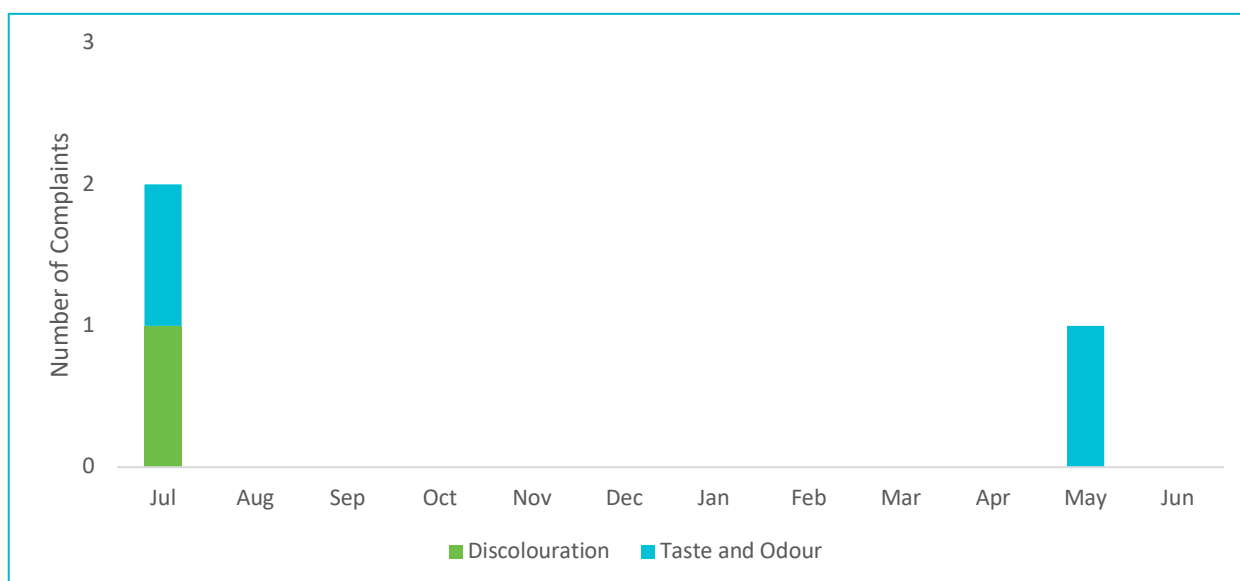 3
2
1
0
Number of Complaints
Jul Aug Sep Oct Nov Dec Jan Feb Mar Apr May Jun
Discolouration Taste and Odour